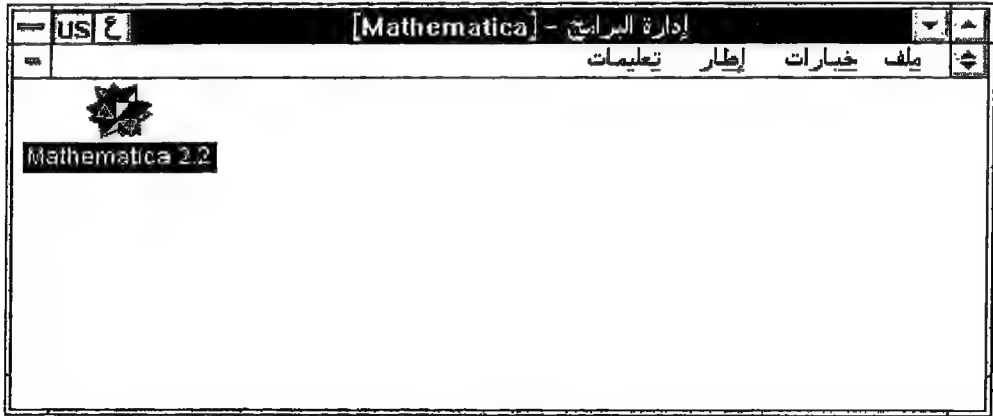 US ع إدارة البرامج - [Mathematica]
ملف خيارات إطار تعليمات
Mathematica 2.2